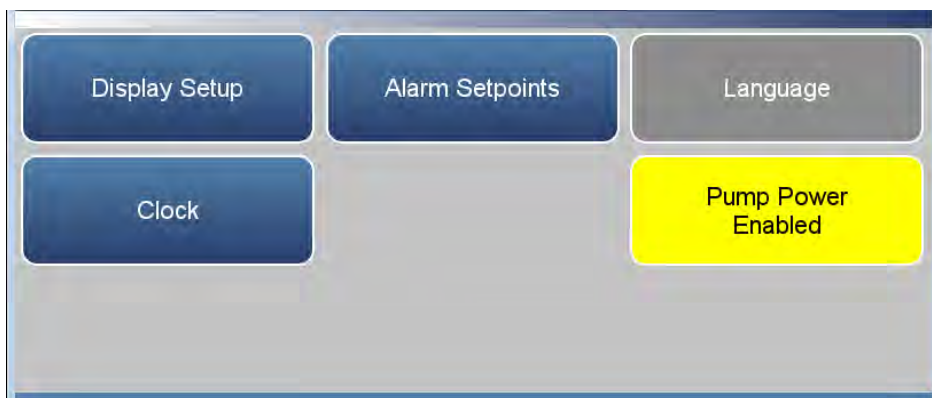 Display Setup
Alarm Setpoints
Language
Clock
Pump Power
Enabled